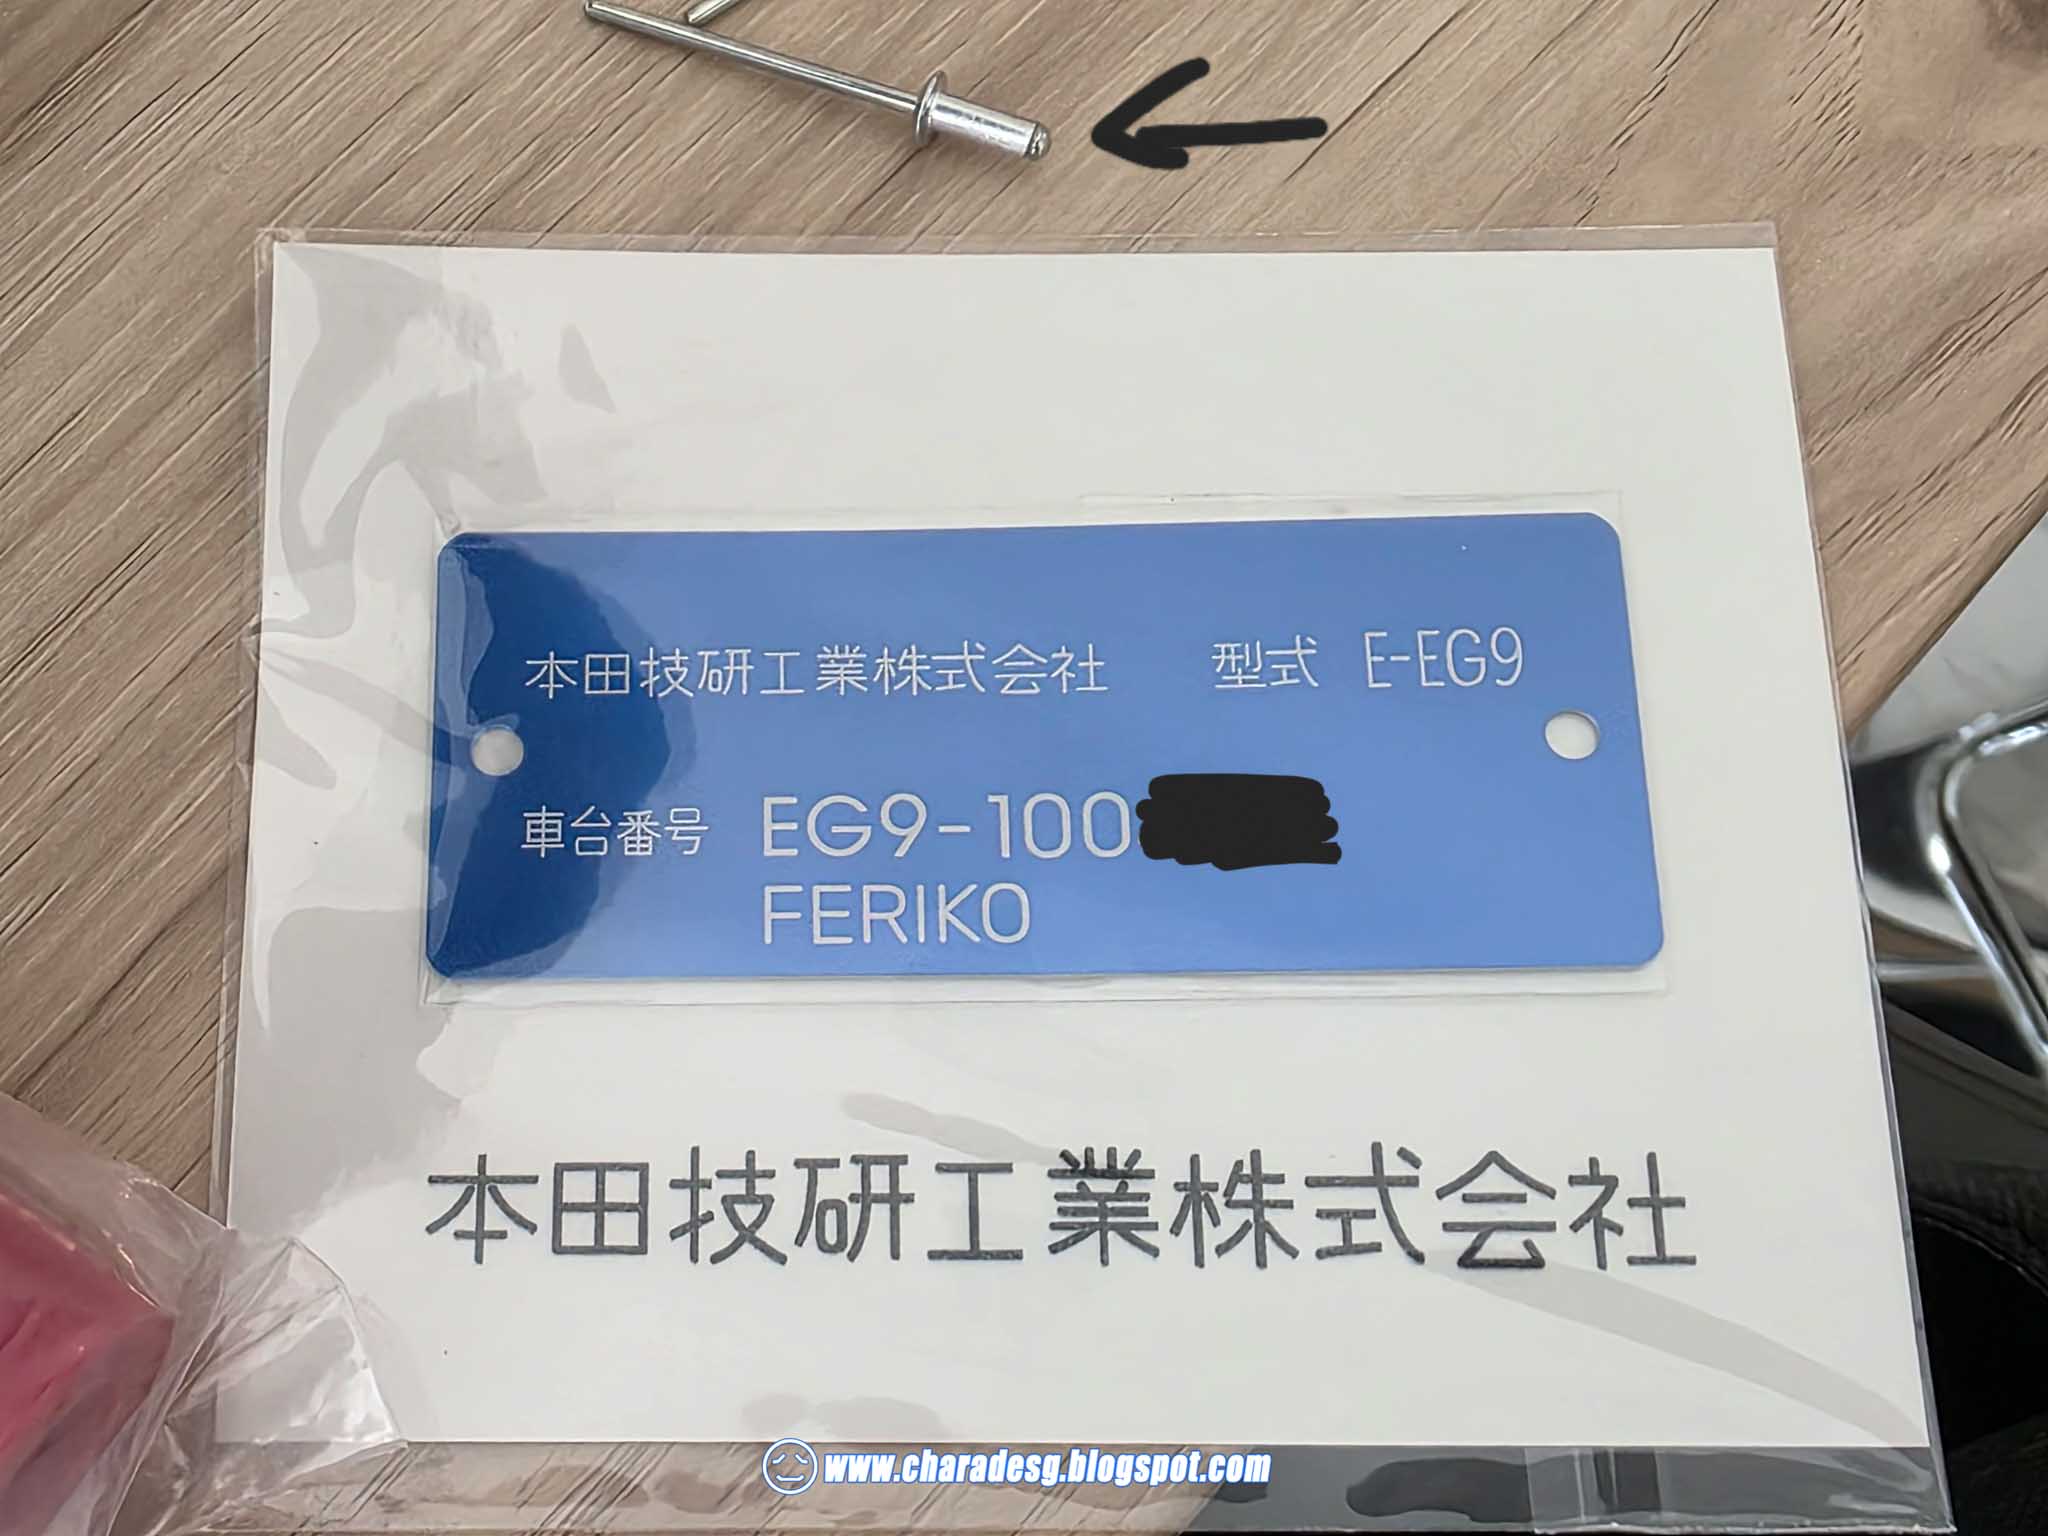 本田技研工業株式会社 型式 E-EG9
車台番号 EG9-100
FERIKO
本田技研工業株式会社
www.charadesg.blogspot.com